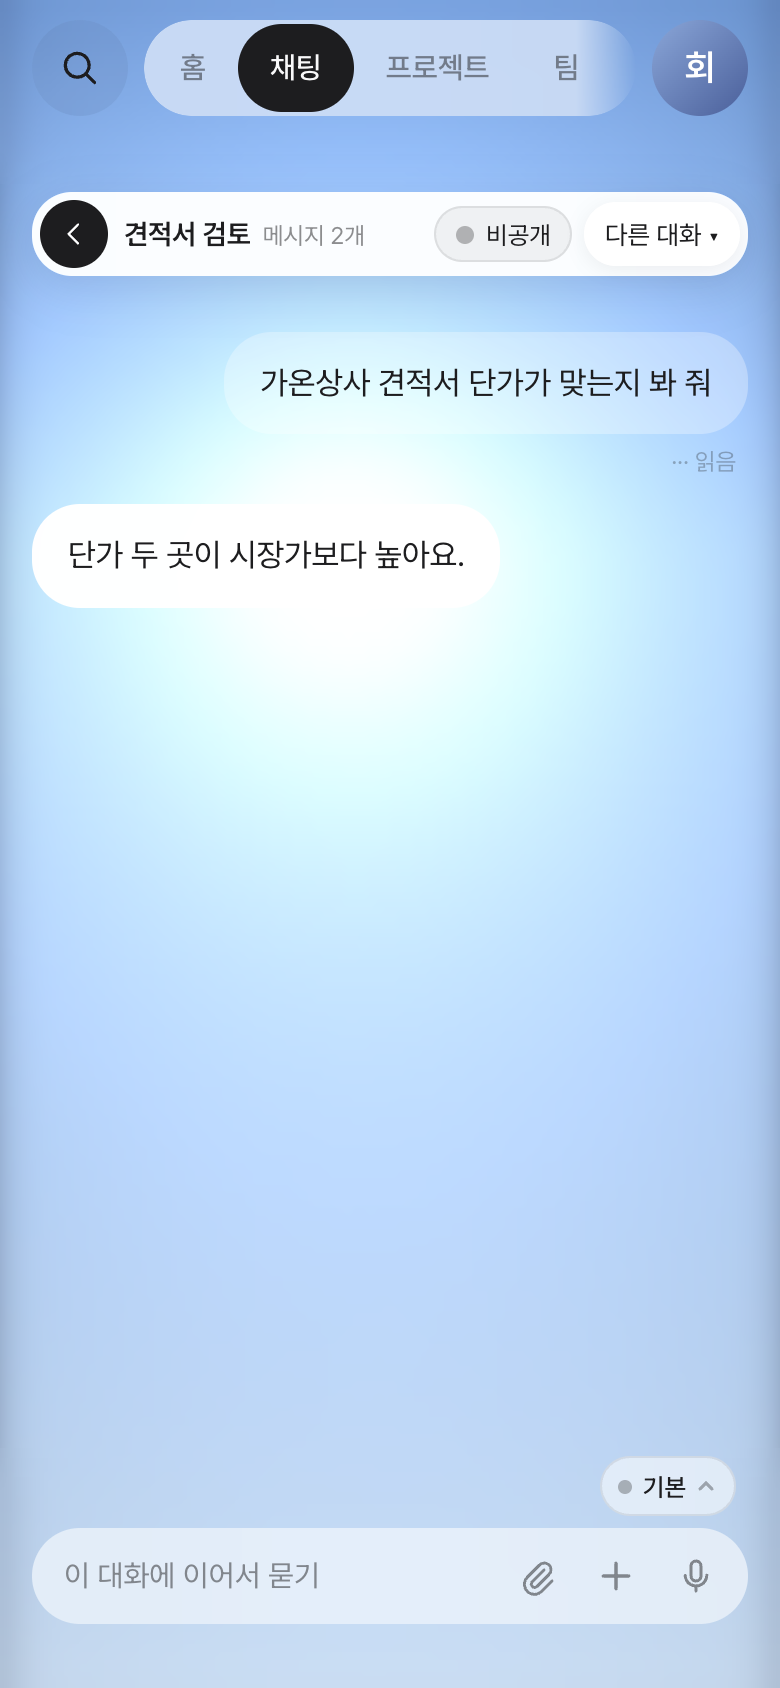 홈 채팅 프로젝트 팀 회
견적서 검토 메시지 2개 비공개 다른 대화 ▾
가온상사 견적서 단가가 맞는지 봐 줘
··· 읽음
단가 두 곳이 시장가보다 높아요.
기본
이 대화에 이어서 묻기